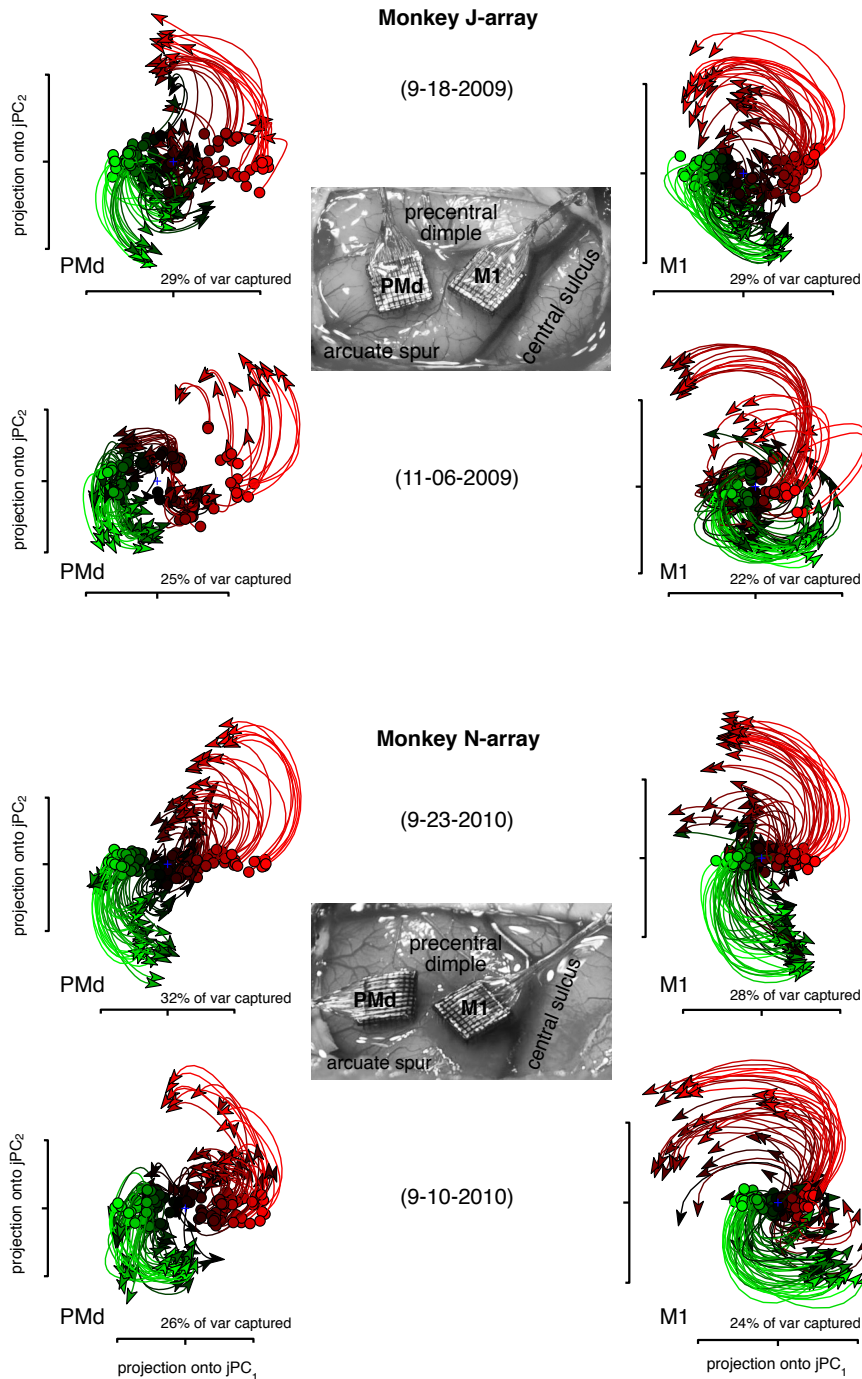 Monkey J-array
(9-18-2009)
projection onto jPC2
PMd
29% of var captured
M1
29% of var captured
precentral
dimple
PMd
M1
central sulcus
arcuate spur
(11-06-2009)
projection onto jPC2
PMd
25% of var captured
M1
22% of var captured
Monkey N-array
(9-23-2010)
projection onto jPC2
PMd
32% of var captured
M1
28% of var captured
precentral
dimple
PMd
M1
central sulcus
arcuate spur
(9-10-2010)
projection onto jPC2
PMd
26% of var captured
M1
24% of var captured
projection onto jPC1
projection onto jPC1